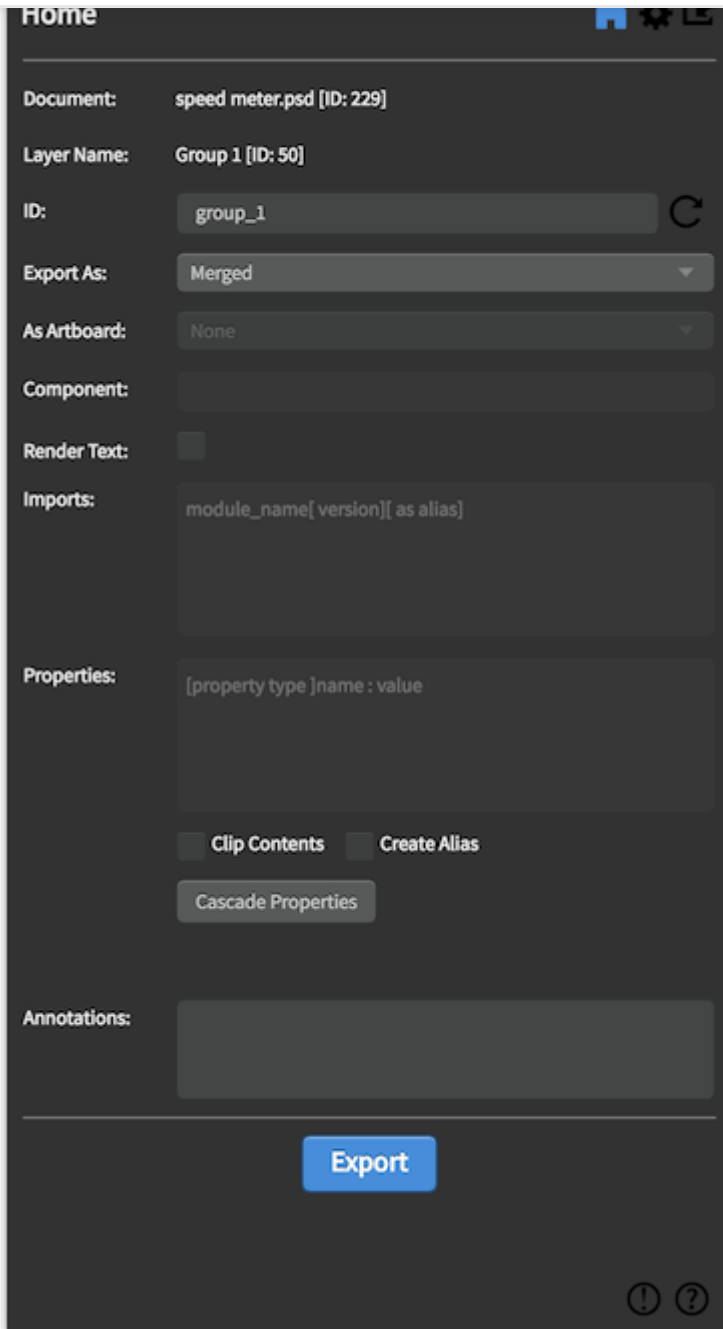 Home
Document: speed meter.psd [ID: 229]
Layer Name: Group 1 [ID: 50]
ID: group_1
Export As: Merged
As Artboard: None
Component:
Render Text:
Imports: module_name[ version][ as alias]
Properties: [property type ]name : value
Clip Contents Create Alias
Cascade Properties
Annotations:
Export